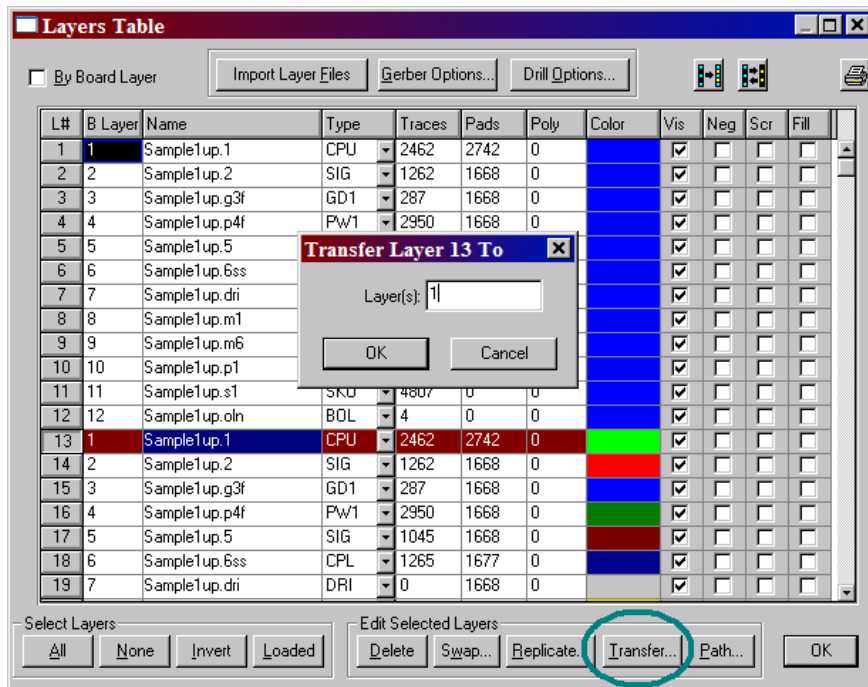 Layers Table
By Board Layer Import Layer Files Gerber Options... Drill Options...
L# B Layer Name Type Traces Pads Poly Color Vis Neg Scr Fill
1 1 Sample1up.1 CPU 2462 2742 0
2 2 Sample1up.2 SIG 1262 1668 0
3 3 Sample1up.g3f GD1 287 1668 0
4 4 Sample1up.p4f PW1 2950 1668 0
5 5 Sample1up.5
6 6 Sample1up.6ss
7 7 Sample1up.dri
8 8 Sample1up.m1
9 9 Sample1up.m6
10 10 Sample1up.p1
11 11 Sample1up.s1 4807 0 0
12 12 Sample1up.oln BOL 4 0 0
13 1 Sample1up.1 CPU 2462 2742 0
14 2 Sample1up.2 SIG 1262 1668 0
15 3 Sample1up.g3f GD1 287 1668 0
16 4 Sample1up.p4f PW1 2950 1668 0
17 5 Sample1up.5 SIG 1045 1668 0
18 6 Sample1up.6ss CPL 1265 1677 0
19 7 Sample1up.dri DRI 0 1668 0
Transfer Layer 13 To
Layer(s): 1
OK Cancel
Select Layers
All None Invert Loaded
Edit Selected Layers
Delete Swap... Replicate. Transfer... Path... OK